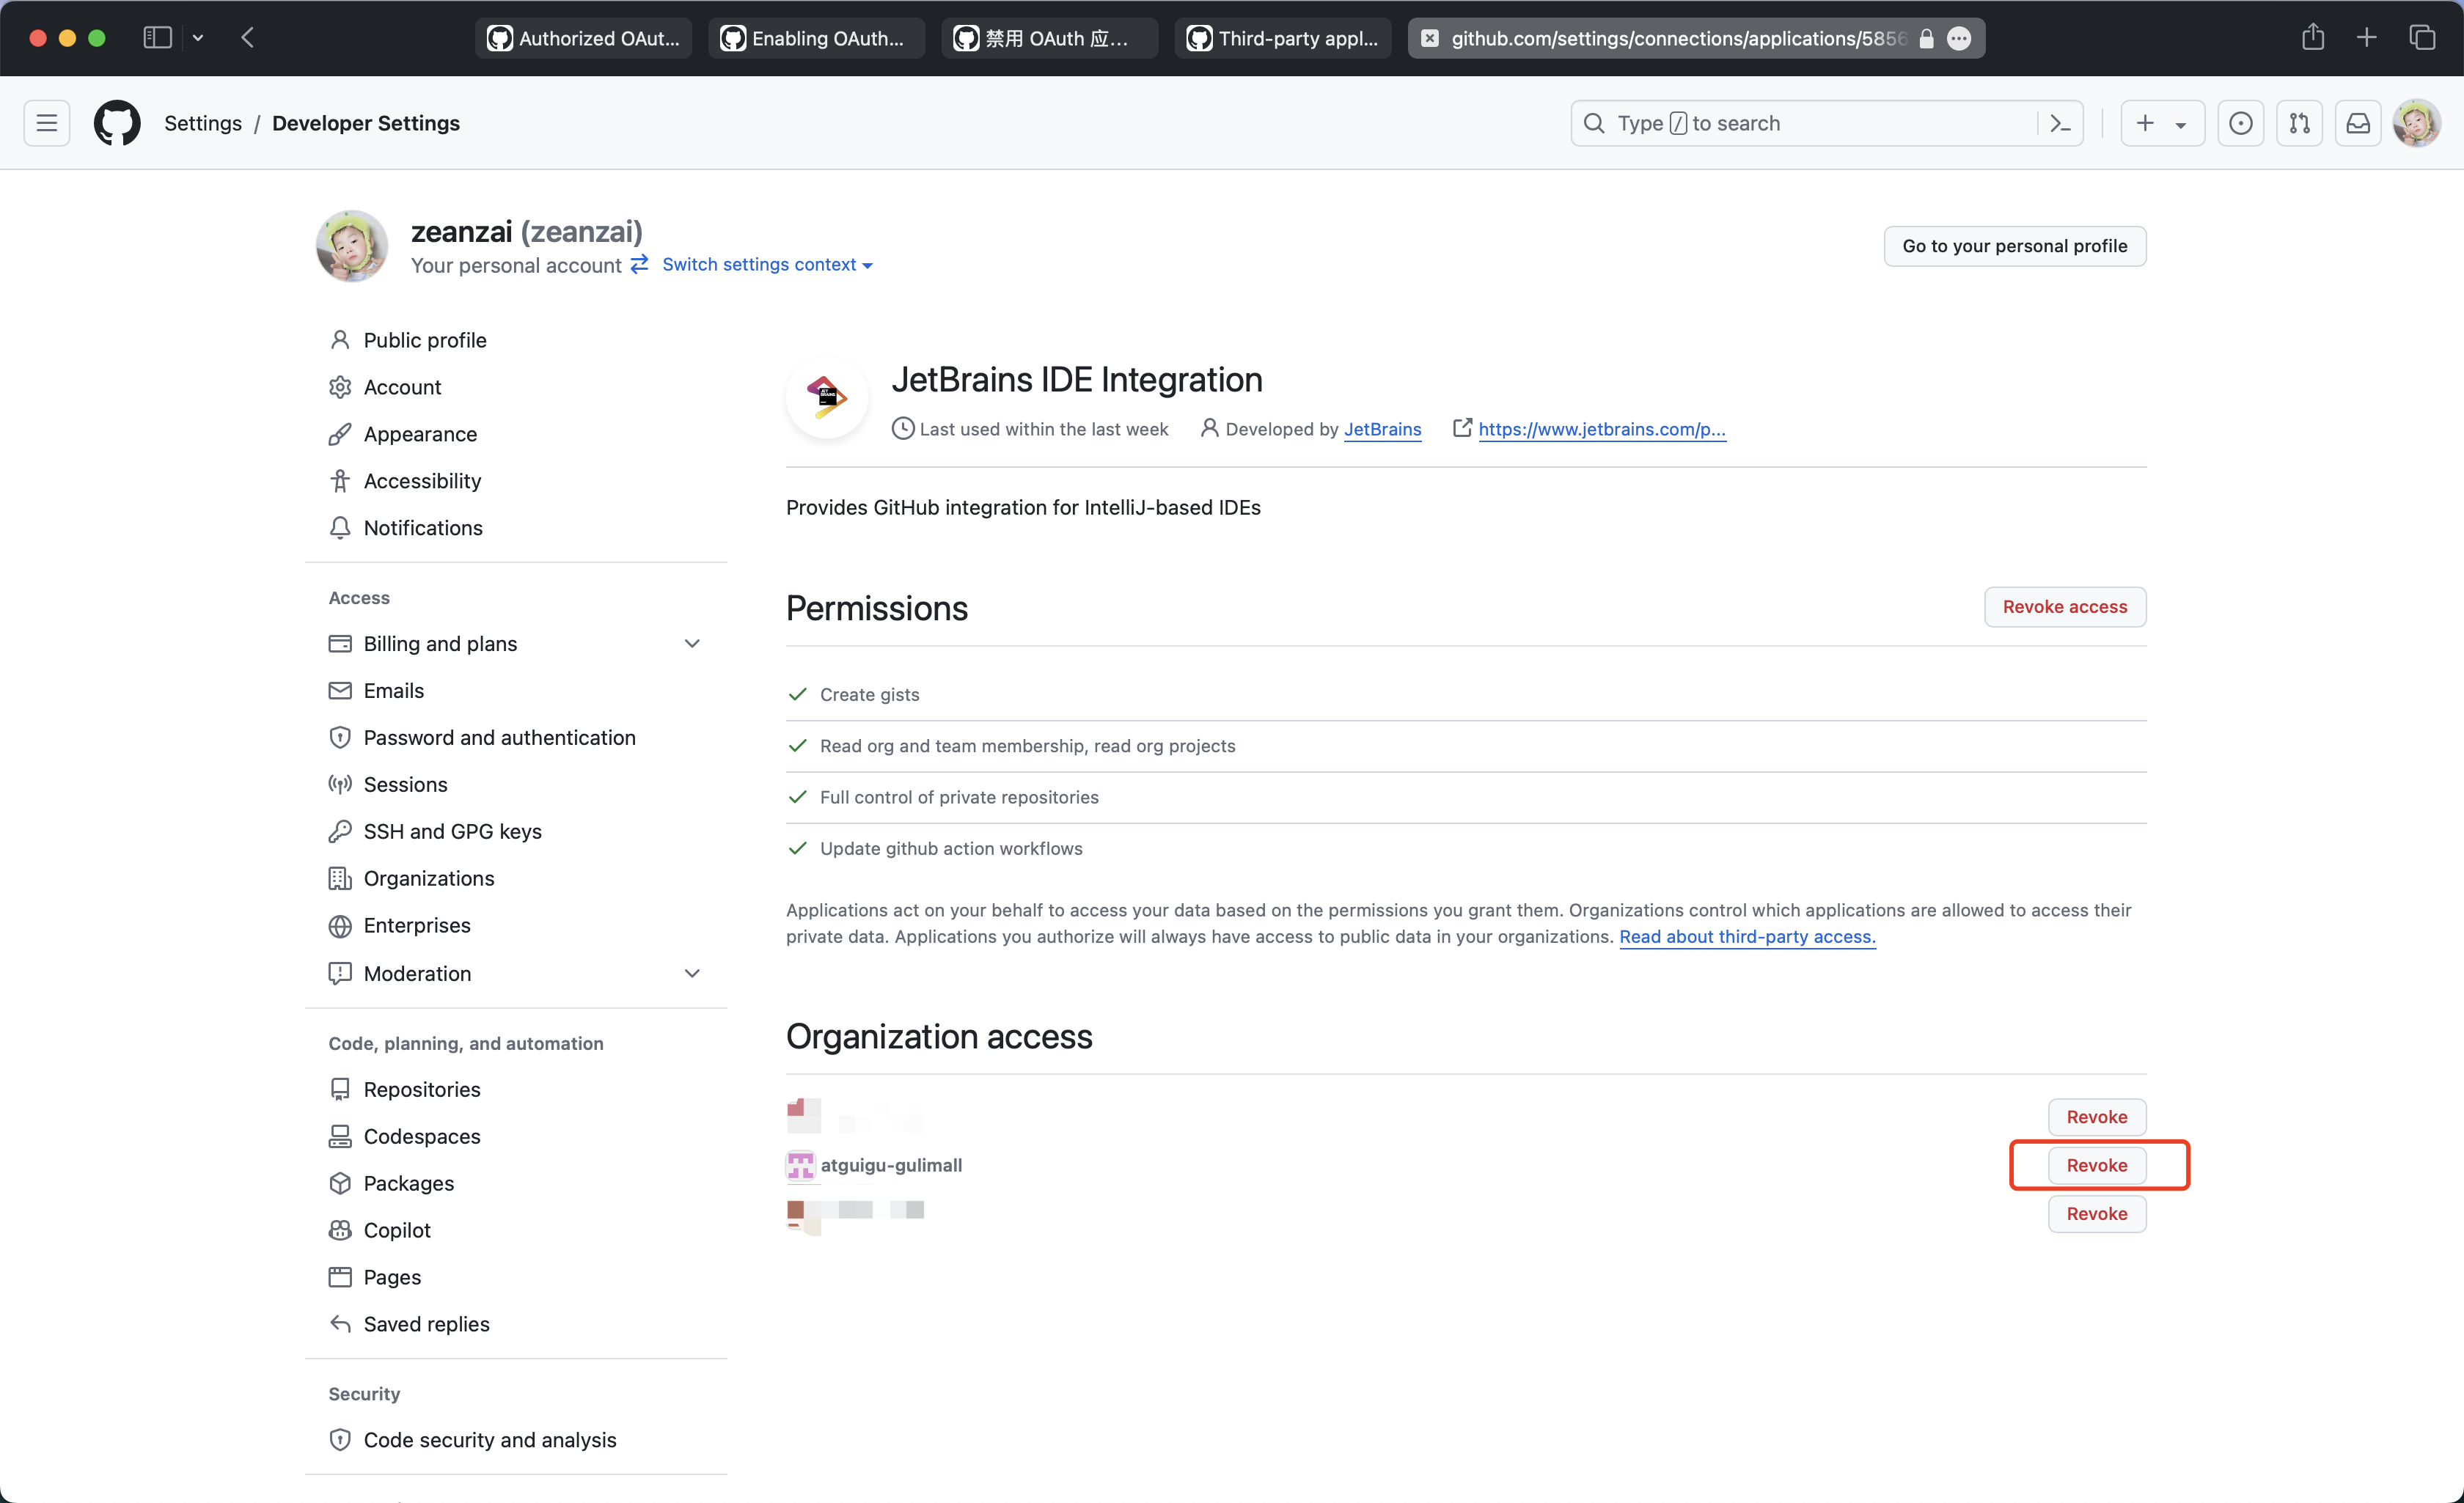 Authorized OAut...
Enabling OAuth...
禁用 OAuth 应...
Third-party appl...
github.com/settings/connections/applications/5856
Settings / Developer Settings
Type / to search
zeanzai (zeanzai)
Your personal account
Switch settings context
Go to your personal profile
Public profile
Account
Appearance
Accessibility
Notifications
Access
Billing and plans
Emails
Password and authentication
Sessions
SSH and GPG keys
Organizations
Enterprises
Moderation
Code, planning, and automation
Repositories
Codespaces
Packages
Copilot
Pages
Saved replies
Security
Code security and analysis
JetBrains IDE Integration
Last used within the last week
Developed by JetBrains
https://www.jetbrains.com/p...
Provides GitHub integration for IntelliJ-based IDEs
Permissions
Revoke access
Create gists
Read org and team membership, read org projects
Full control of private repositories
Update github action workflows
Applications act on your behalf to access your data based on the permissions you grant them. Organizations control which applications are allowed to access their
private data. Applications you authorize will always have access to public data in your organizations. Read about third-party access.
Organization access
Revoke
atguigu-gulimall
Revoke
Revoke